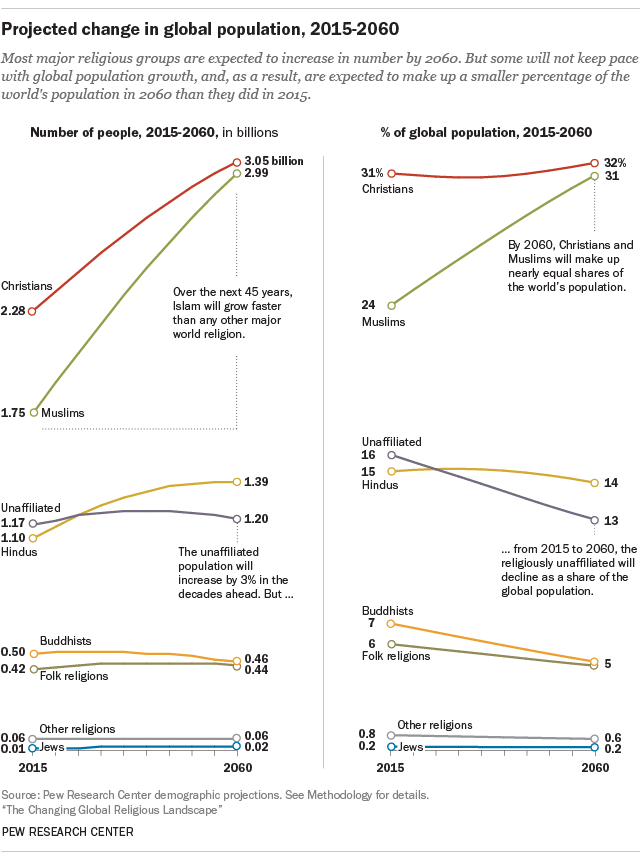 Projected change in global population, 2015-2060
Most major religious groups are expected to increase in number by 2060. But some will not keep pace
with global population growth, and, as a result, are expected to make up a smaller percentage of the
world's population in 2060 than they did in 2015.
Number of people, 2015-2060, in billions
3.05 billion
2.99
Christians
2.28
Over the next 45 years,
Islam will grow faster
than any other major
world religion.
1.75
Muslims
1.39
Unaffiliated
1.17
1.20
1.10
Hindus
The unaffiliated
population will
increase by 3% in the
decades ahead. But ...
Buddhists
0.50
0.46
0.42
0.44
Folk religions
Other religions
0.06
0.06
0.01
Jews
0.02
2015
2060
% of global population, 2015-2060
32%
31%
31
Christians
By 2060, Christians and
Muslims will make up
nearly equal shares of
the world's population.
24
Muslims
Unaffiliated
16
15
Hindus
14
13
... from 2015 to 2060, the
religiously unaffiliated will
decline as a share of the
global population.
Buddhists
7
6
Folk religions
5
Other religions
0.8
0.6
0.2
Jews
0.2
2015
2060
Source: Pew Research Center demographic projections. See Methodology for details.
“The Changing Global Religious Landscape”
PEW RESEARCH CENTER